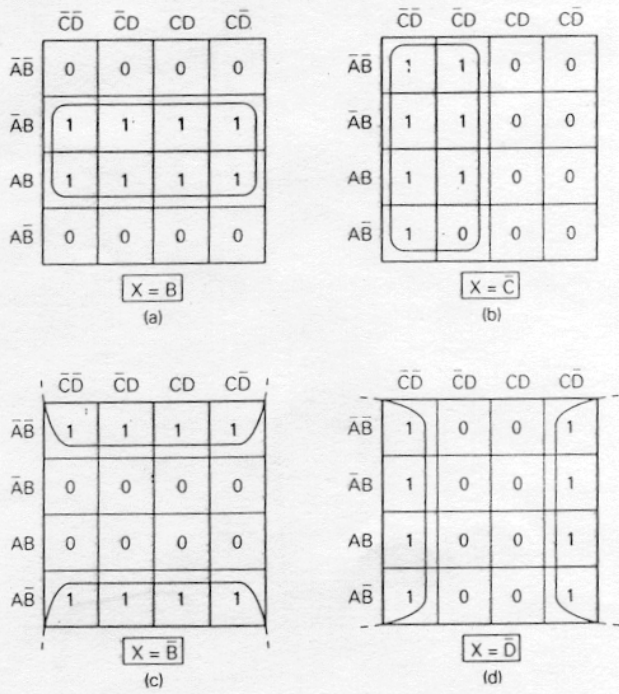 C̄D̄ C̄D CD CD̄
ĀB̄ 0 0 0 0
ĀB 1 1 1 1
AB 1 1 1 1
AB̄ 0 0 0 0
X = B
(a)
C̄D̄ C̄D CD CD̄
ĀB̄ 1 1 0 0
ĀB 1 1 0 0
AB 1 1 0 0
AB̄ 1 0 0 0
X = C̄
(b)
C̄D̄ C̄D CD CD̄
ĀB̄ 1 1 1 1
ĀB 0 0 0 0
AB 0 0 0 0
AB̄ 1 1 1 1
X = B̄
(c)
C̄D̄ C̄D CD CD̄
ĀB̄ 1 0 0 1
ĀB 1 0 0 1
AB 1 0 0 1
AB̄ 1 0 0 1
X = D̄
(d)